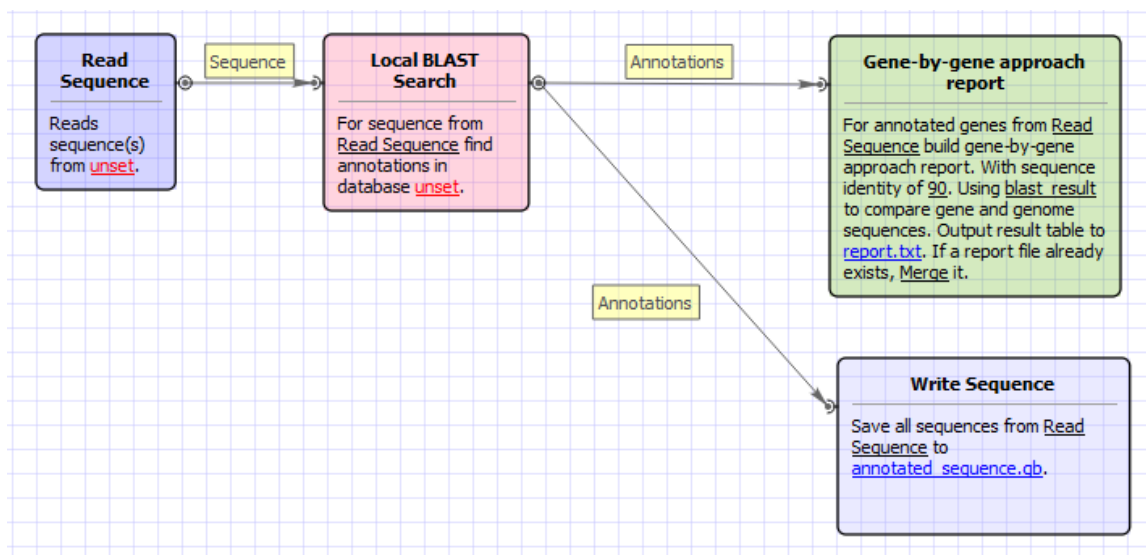 Read
Sequence
Reads
sequence(s)
from unset.
Sequence
Local BLAST
Search
For sequence from
Read Sequence find
annotations in
database unset.
Annotations
Gene-by-gene approach
report
For annotated genes from Read
Sequence build gene-by-gene
approach report. With sequence
identity of 90. Using blast_result
to compare gene and genome
sequences. Output result table to
report.txt. If a report file already
exists, Merge it.
Annotations
Write Sequence
Save all sequences from Read
Sequence to
annotated_sequence.gb.